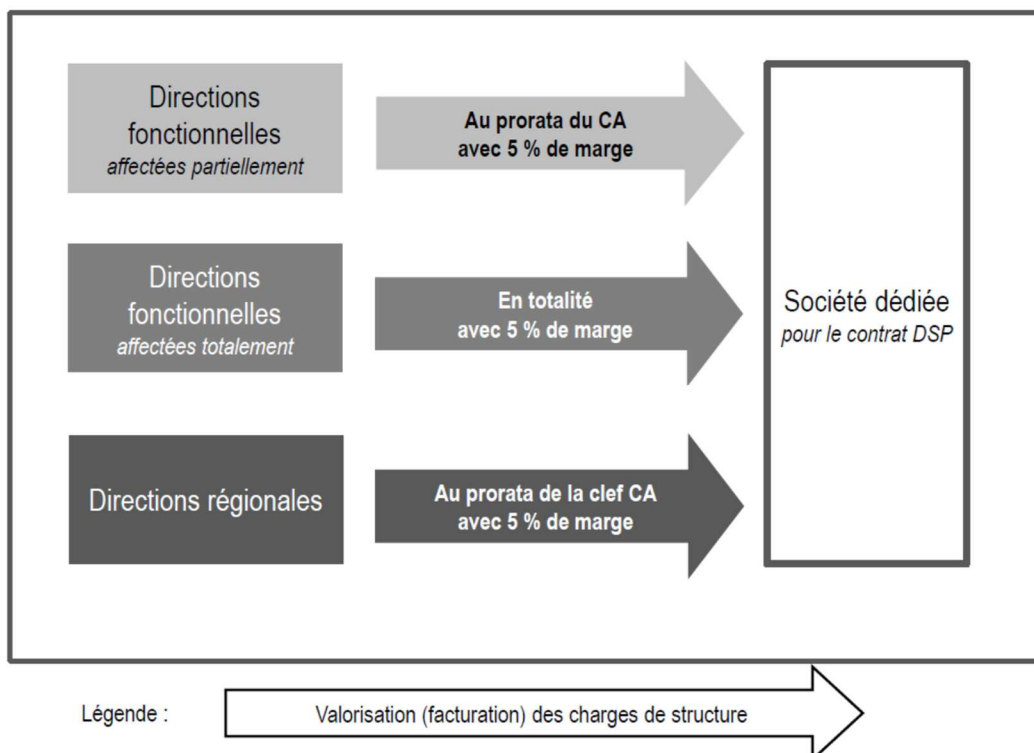 Directions
fonctionnelles
affectées partiellement
Au prorata du CA
avec 5 % de marge
Directions
fonctionnelles
affectées totalement
En totalité
avec 5 % de marge
Société dédiée
pour le contrat DSP
Directions régionales
Au prorata de la clef CA
avec 5 % de marge
Légende :
Valorisation (facturation) des charges de structure